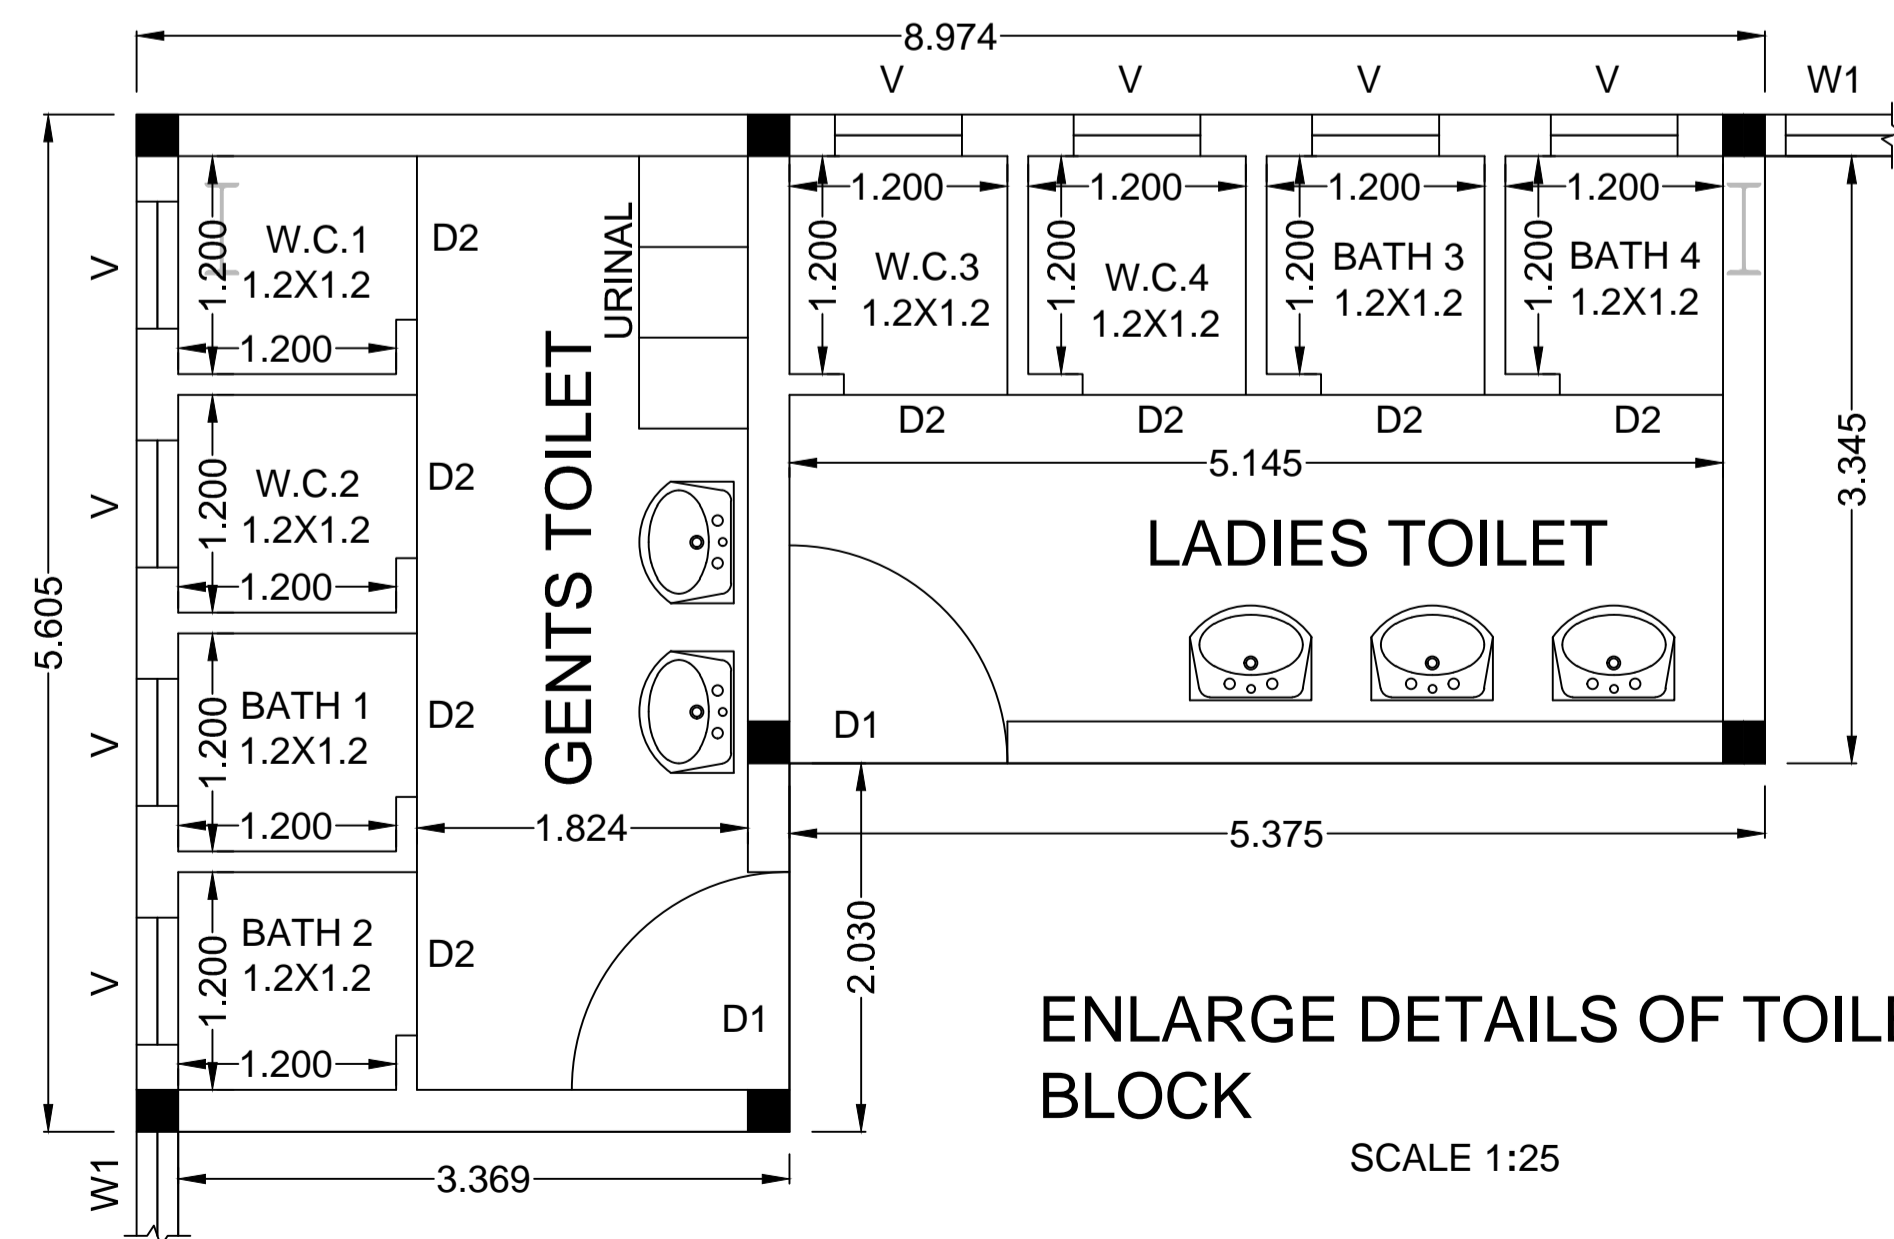 8.974
V
V
V
V
W1
1.200
1.200
1.200
1.200
1.200
W.C.1
1.2X1.2
D2
URINAL
V
1.200
W.C.3
1.2X1.2
1.200
W.C.4
1.2X1.2
1.200
BATH 3
1.2X1.2
1.200
BATH 4
1.2X1.2
1.200
D2
D2
D2
D2
3.345
5.145
GENTS TOILET
LADIES TOILET
V
1.200
W.C.2
1.2X1.2
D2
1.200
5.605
V
1.200
BATH 1
1.2X1.2
D2
D1
1.200
1.824
5.375
V
1.200
BATH 2
1.2X1.2
D2
2.030
D1
1.200
ENLARGE DETAILS OF
BLOCK
SCALE 1:25
W1
3.369